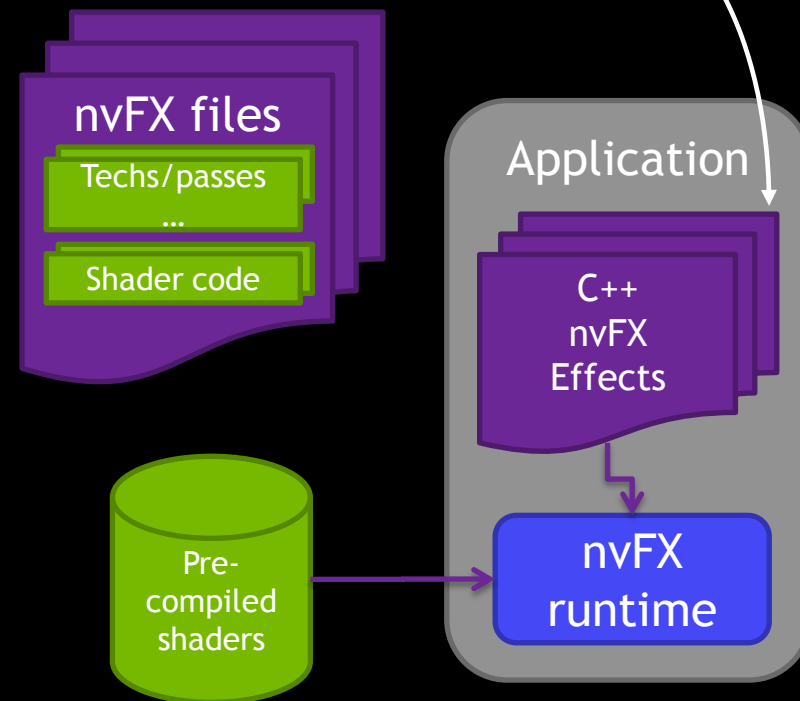 nvFX files
Techs/passes
…
Shader code
Application
C++
nvFX
Effects
Pre-
compiled
shaders
nvFX
runtime